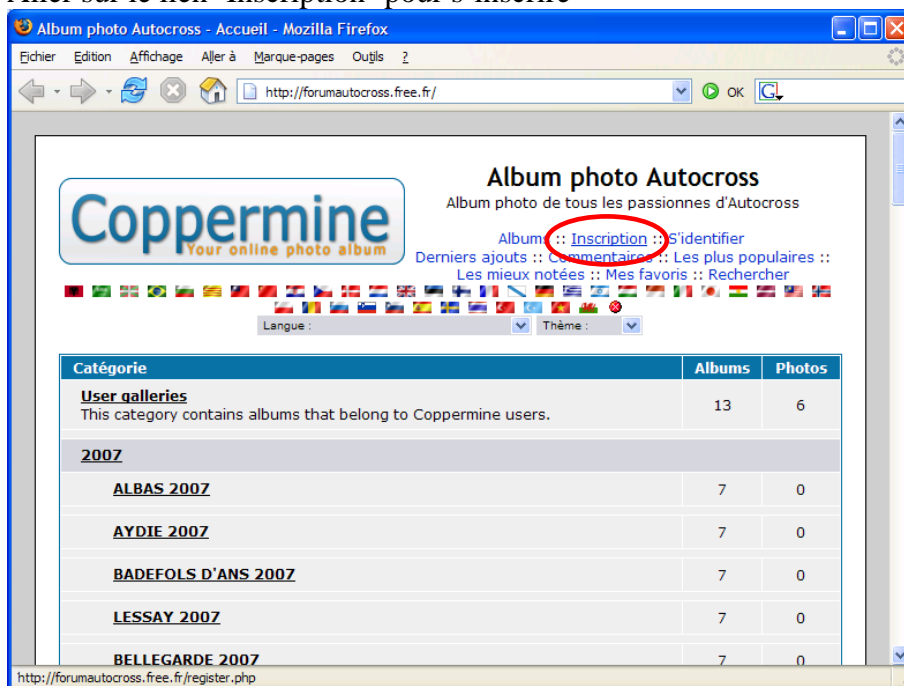 Aller sur le lien "Inscription" pour s'inscrire
Album photo Autocross - Accueil - Mozilla Firefox
Fichier Edition Affichage Aller à Marque-pages Outils ?
http://forumautocross.free.fr/ OK G
Coppermine
Your online photo album
Album photo Autocross
Album photo de tous les passionnes d'Autocross
Albums :: Inscription :: S'identifier
Derniers ajouts :: Commentaires :: Les plus populaires ::
Les mieux notées :: Mes favoris :: Rechercher
Langue : Thème :
Catégorie Albums Photos
User galleries
This category contains albums that belong to Coppermine users.
13 6
2007
ALBAS 2007 7 0
AYDIE 2007 7 0
BADEFOLS D'ANS 2007 7 0
LESSAY 2007 7 0
BELLEGARDE 2007 7 0
http://forumautocross.free.fr/register.php